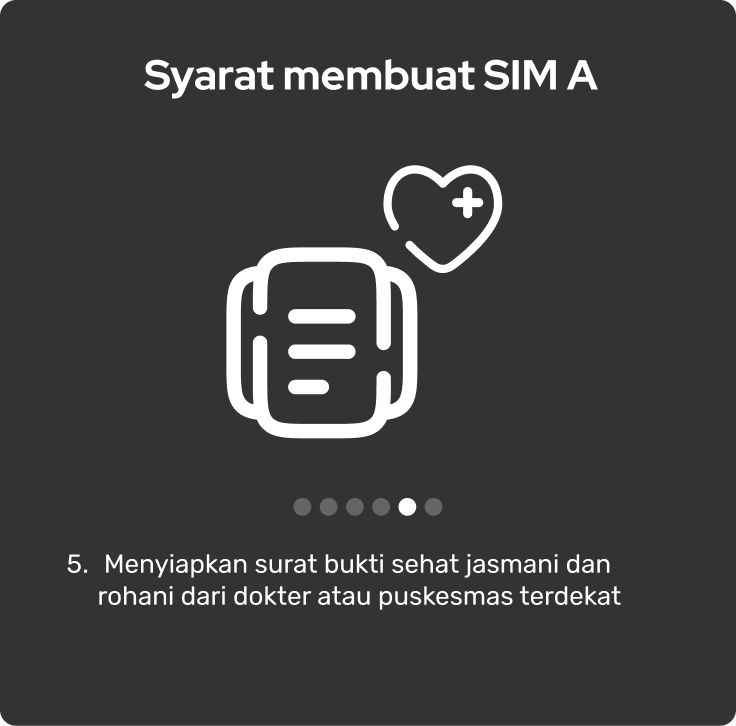 Syarat membuat SIM A
5. Menyiapkan surat bukti sehat jasmani dan
rohani dari dokter atau puskesmas terdekat